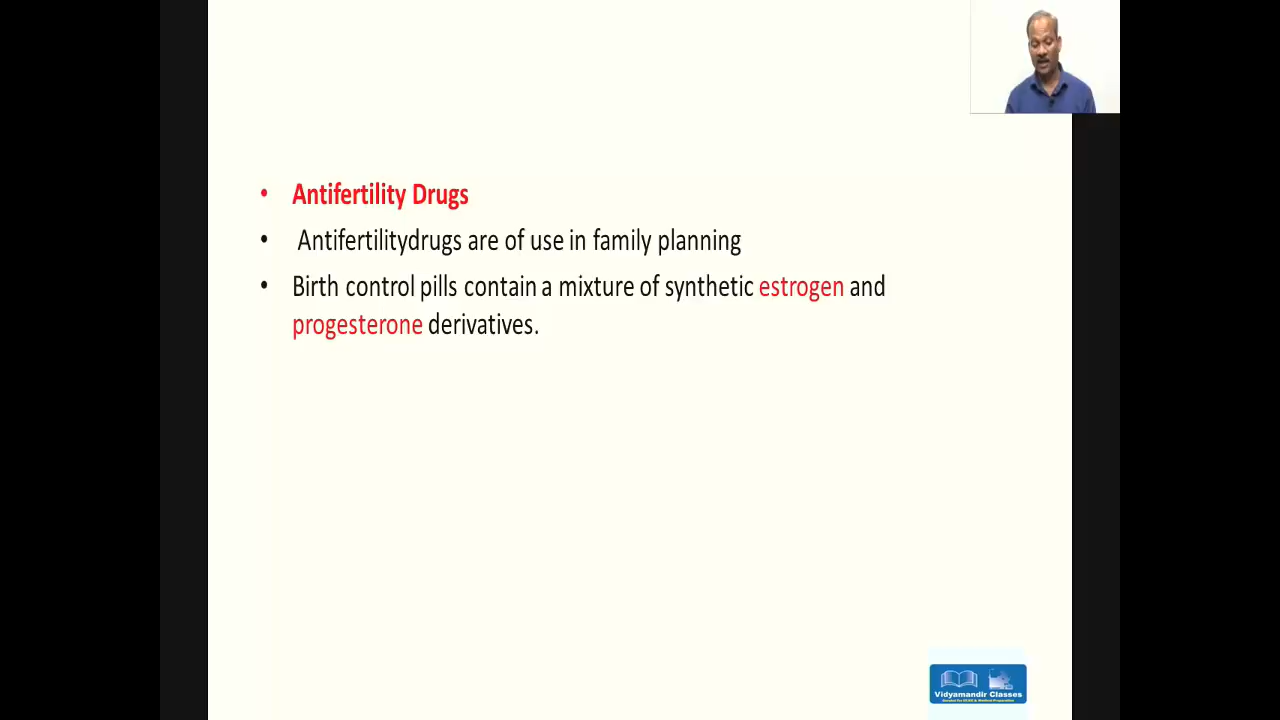 • Antifertility Drugs
• Antifertilitydrugs are of use in family planning
• Birth control pills contain a mixture of synthetic estrogen and
progesterone derivatives.
Vidyamandir Classes